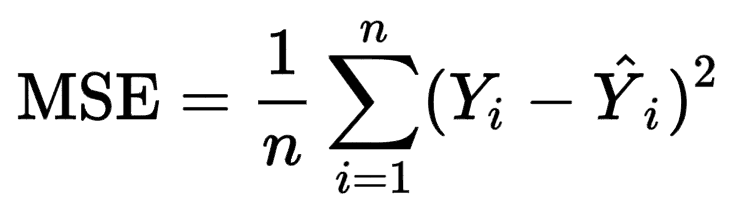 MSE = \frac{1}{n} \sum_{i=1}^{n} (Y_i - \hat{Y}_i)^2